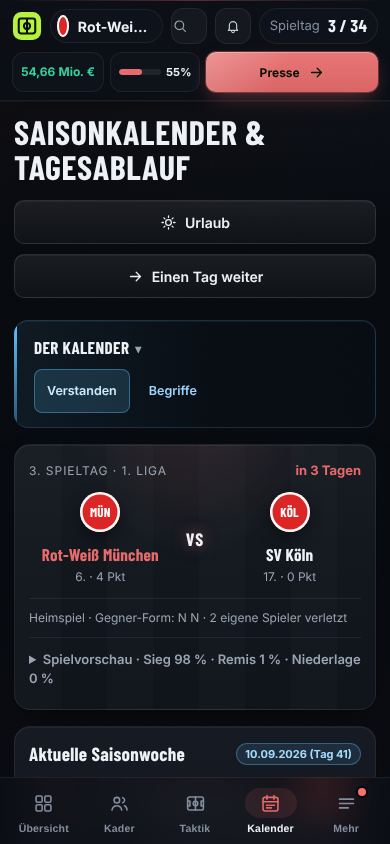 Rot-Wei...
Spieltag 3 / 34
54,66 Mio. €
55%
Presse →
SAISONKALENDER &
TAGESABLAUF
Urlaub
→ Einen Tag weiter
DER KALENDER ▾
Verstanden
Begriffe
3. SPIELTAG · 1. LIGA
in 3 Tagen
MÜN
KÖL
VS
Rot-Weiß München
SV Köln
6. · 4 Pkt
17. · 0 Pkt
Heimspiel · Gegner-Form: N N · 2 eigene Spieler verletzt
▶ Spielvorschau · Sieg 98 % · Remis 1 % · Niederlage
0 %
Aktuelle Saisonwoche
10.09.2026 (Tag 41)
Übersicht
Kader
Taktik
Kalender
Mehr